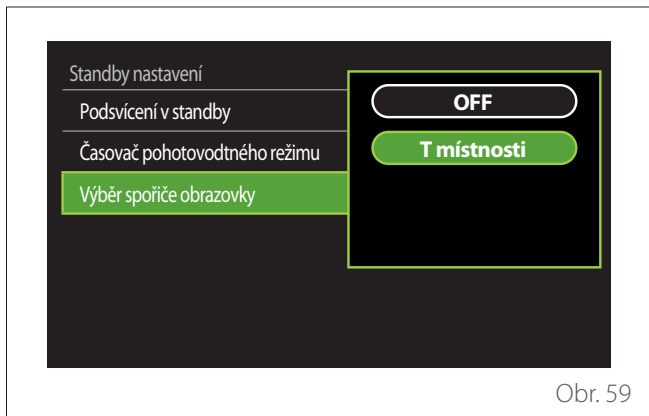 Standby nastavení
Podsvícení v standby
Časovač pohotovodtného režimu
Výběr spořiče obrazovky
OFF
T místnosti
Obr. 59